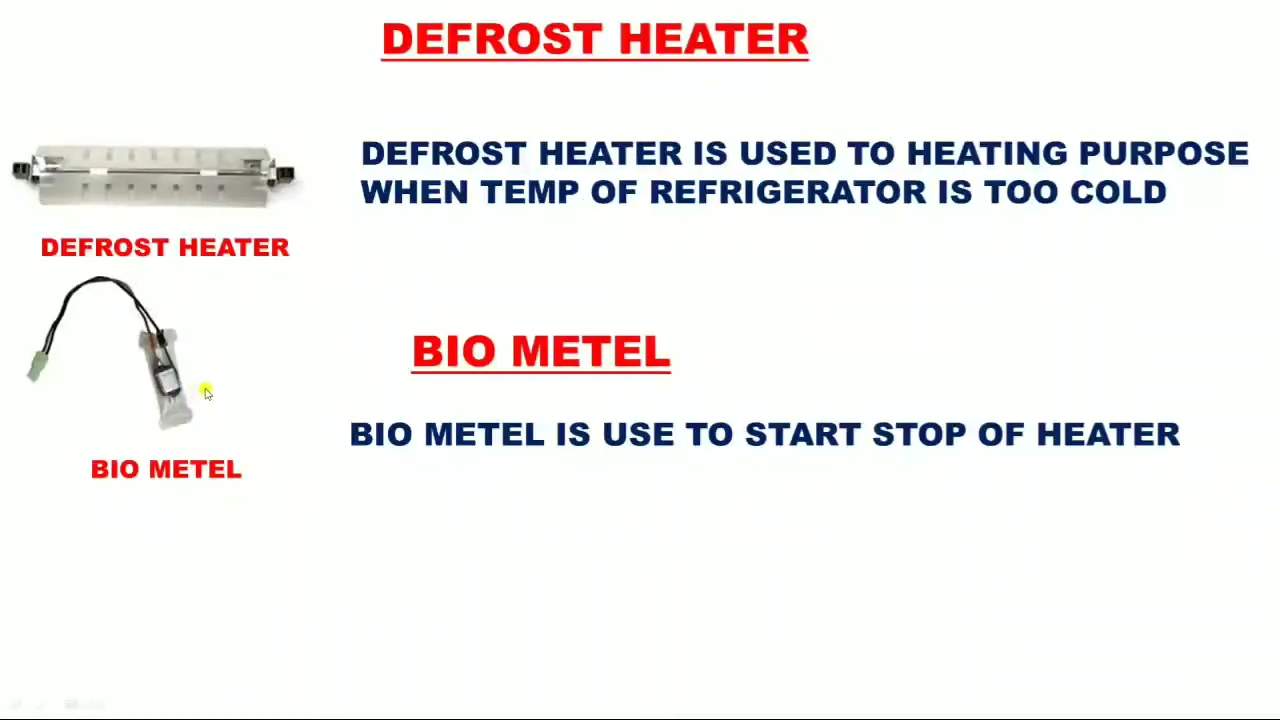 DEFROST HEATER
DEFROST HEATER IS USED TO HEATING PURPOSE
WHEN TEMP OF REFRIGERATOR IS TOO COLD
DEFROST HEATER
BIO METEL
BIO METEL IS USE TO START STOP OF HEATER
BIO METEL